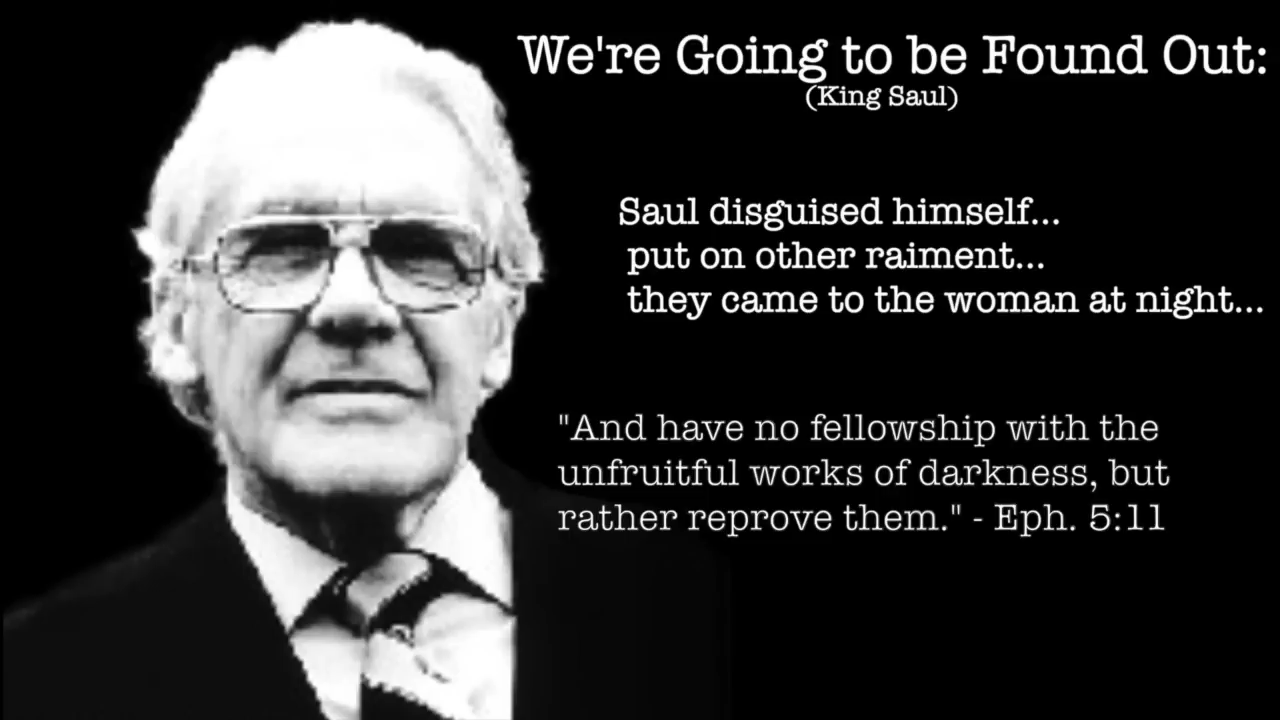 We're Going to be Found Out:
(King Saul)
Saul disguised himself...
put on other raiment...
they came to the woman at night...
"And have no fellowship with the
unfruitful works of darkness, but
rather reprove them." - Eph. 5:11